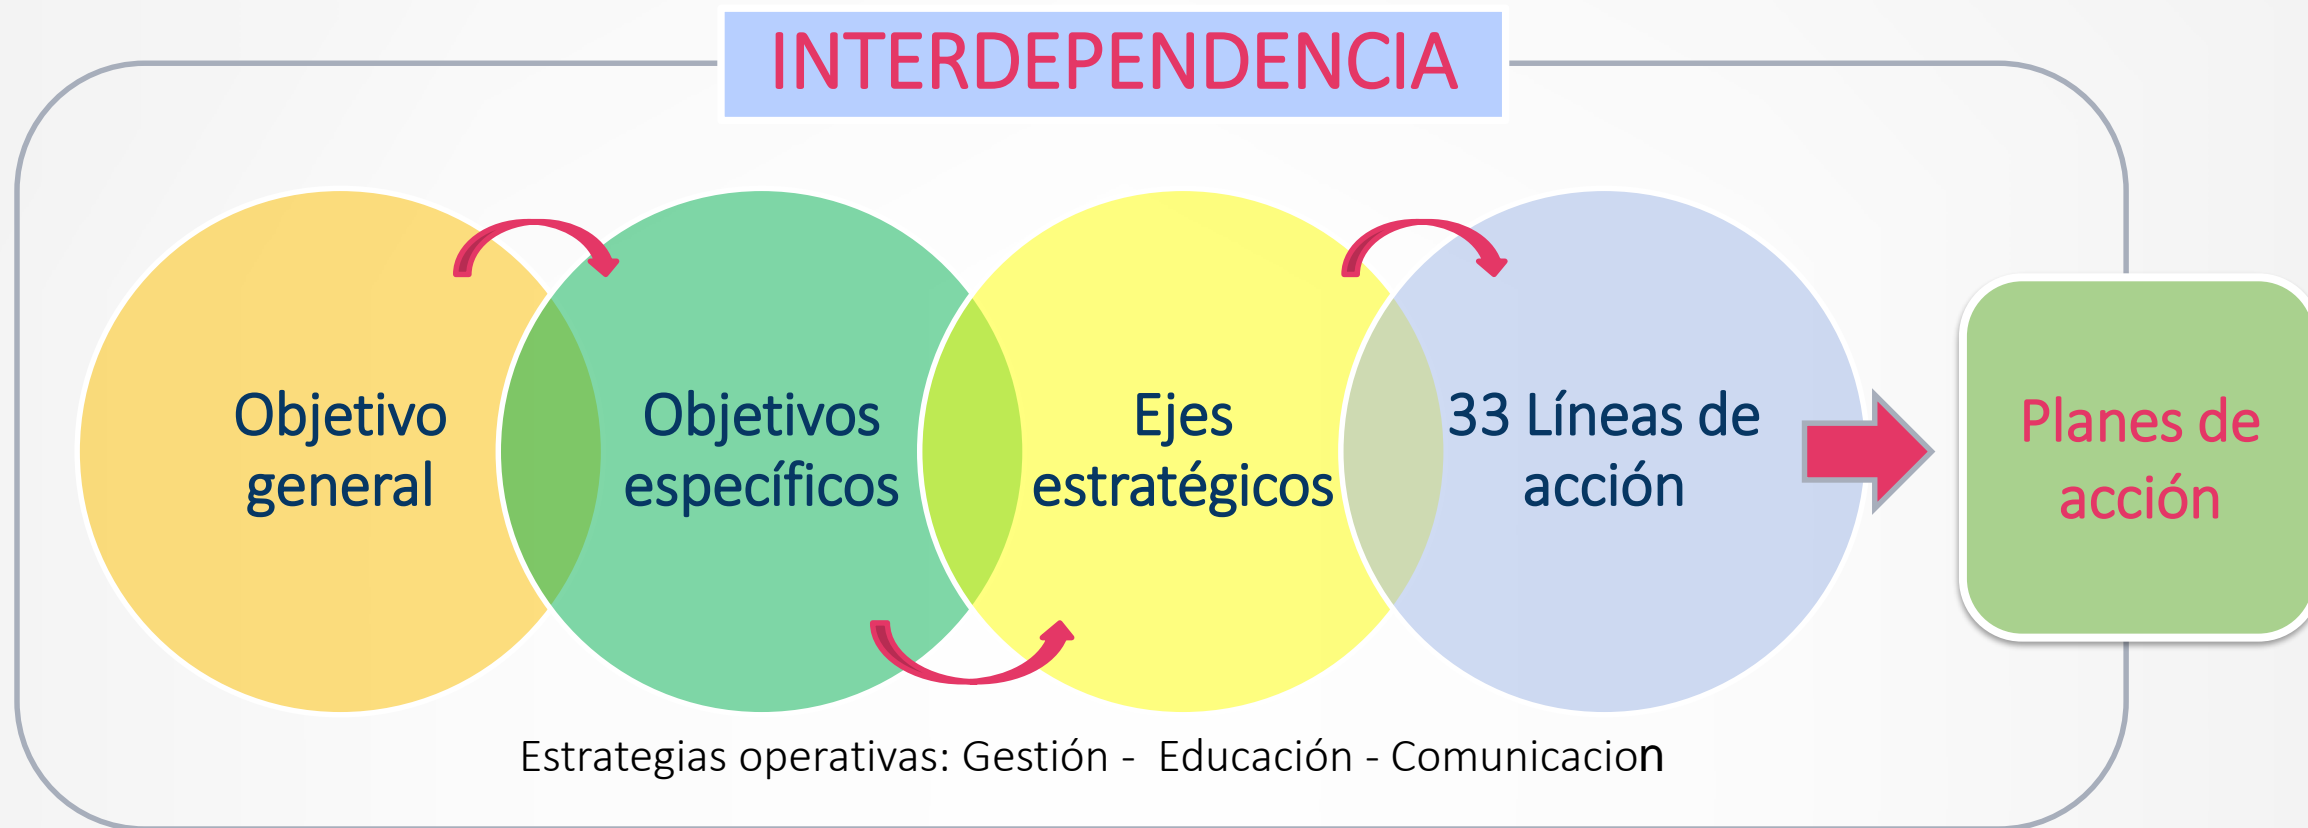 INTERDEPENDENCIA
Objetivo
general
Objetivos
específicos
Ejes
estratégicos
33 Líneas de
acción
Planes de
acción
Estrategias operativas: Gestión - Educación - Comunicacion